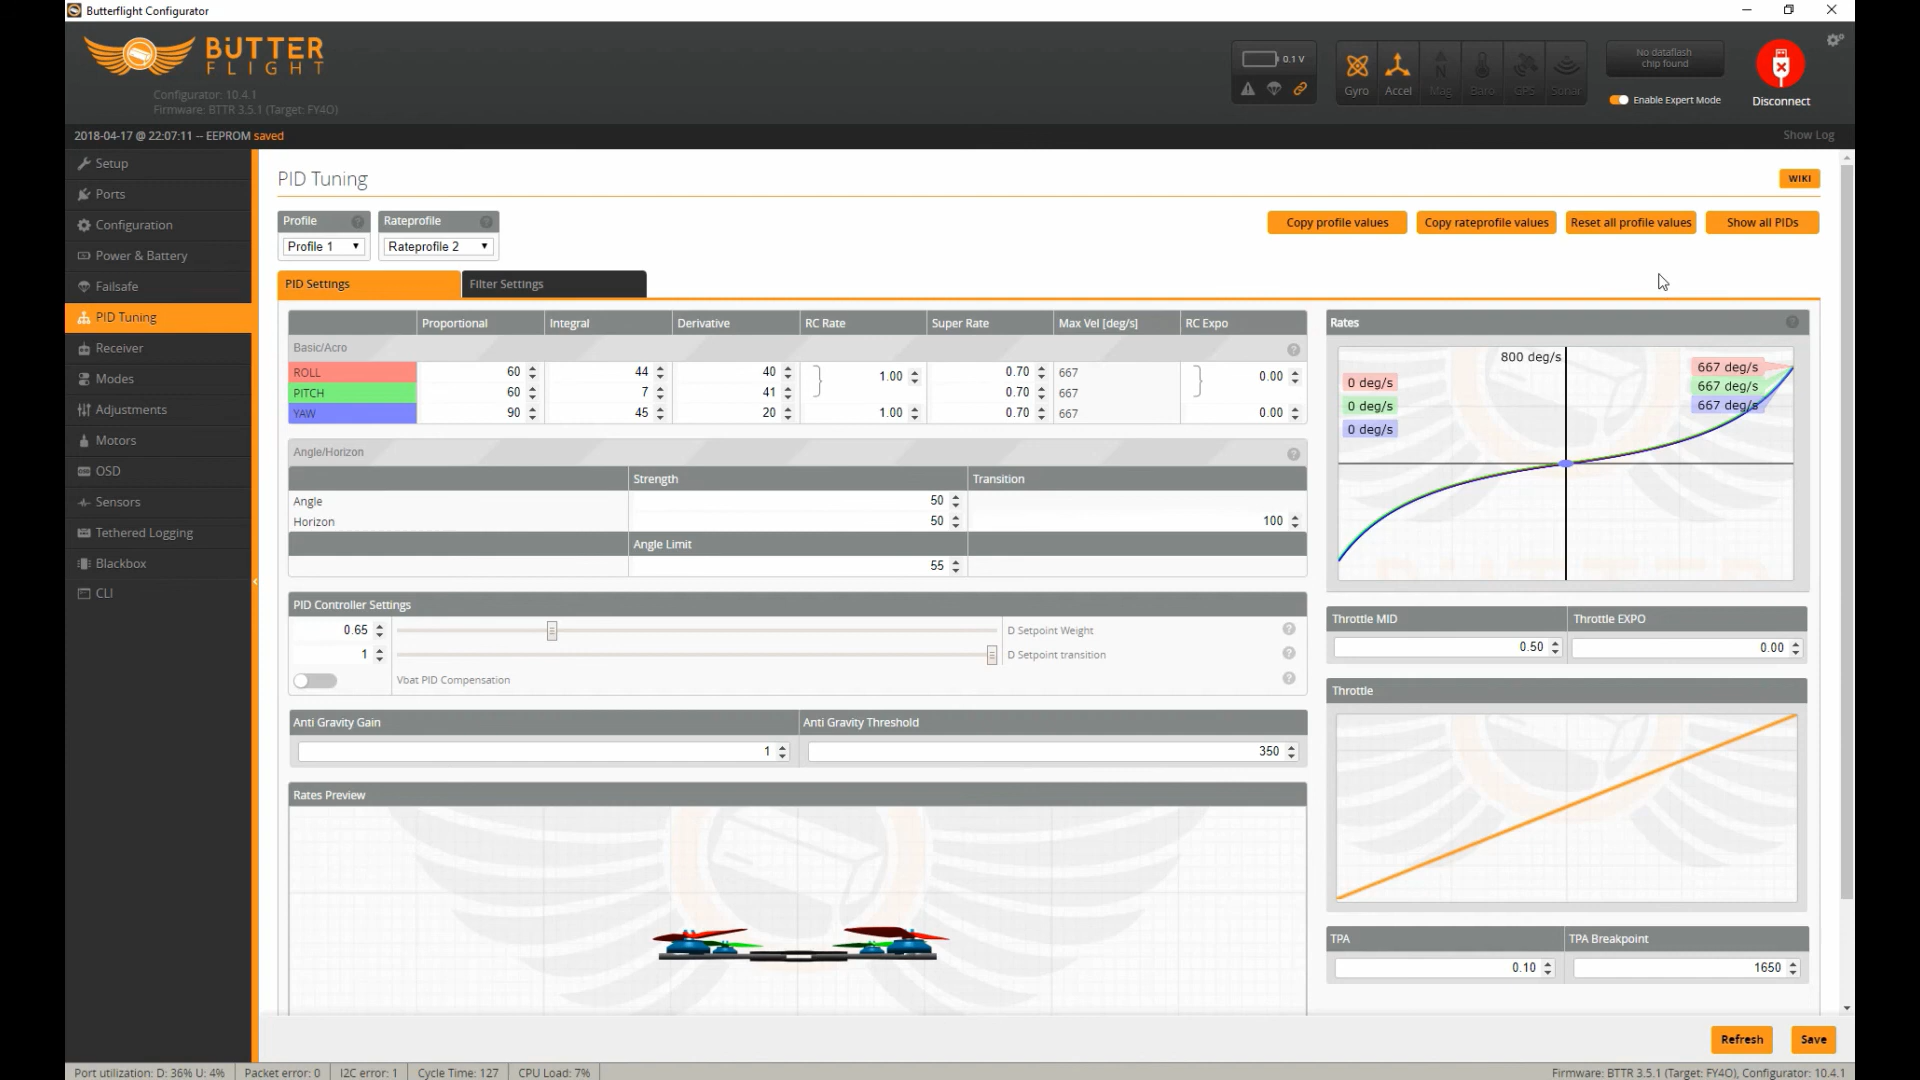 Butterflight Configurator
BUTTER
FLIGHT
Configurator: 10.4.1
Firmware: BTTR 3.5.1 (Target: FY4O)
0.1 V
Gyro
Accel
Mag
Baro
GPS
Sonar
No dataflash
chip found
Enable Expert Mode
Disconnect
2018-04-17 @ 22:07:11 -- EEPROM saved
Show Log
Setup
Ports
Configuration
Power & Battery
Failsafe
PID Tuning
Receiver
Modes
Adjustments
Motors
OSD
Sensors
Tethered Logging
Blackbox
CLI
PID Tuning
WIKI
Profile
Rateprofile
Profile 1
Rateprofile 2
Copy profile values
Copy rateprofile values
Reset all profile values
Show all PIDs
PID Settings
Filter Settings
Proportional Integral Derivative RC Rate Super Rate Max Vel [deg/s] RC Expo
Basic/Acro
ROLL 60 44 40 1.00 0.70 667 0.00
PITCH 60 7 41 0.70 667
YAW 90 45 20 1.00 0.70 667 0.00
Angle/Horizon
Strength Transition
Angle 50
Horizon 50 100
Angle Limit
55
PID Controller Settings
0.65 D Setpoint Weight
1 D Setpoint transition
Vbat PID Compensation
Anti Gravity Gain Anti Gravity Threshold
1 350
Rates Preview
Rates
800 deg/s
667 deg/s
667 deg/s
667 deg/s
0 deg/s
0 deg/s
0 deg/s
Throttle MID Throttle EXPO
0.50 0.00
Throttle
TPA TPA Breakpoint
0.10 1650
Refresh
Save
Port utilization: D: 36% U: 4% Packet error: 0 I2C error: 1 Cycle Time: 127 CPU Load: 7%
Firmware: BTTR 3.5.1 (Target: FY4O), Configurator: 10.4.1